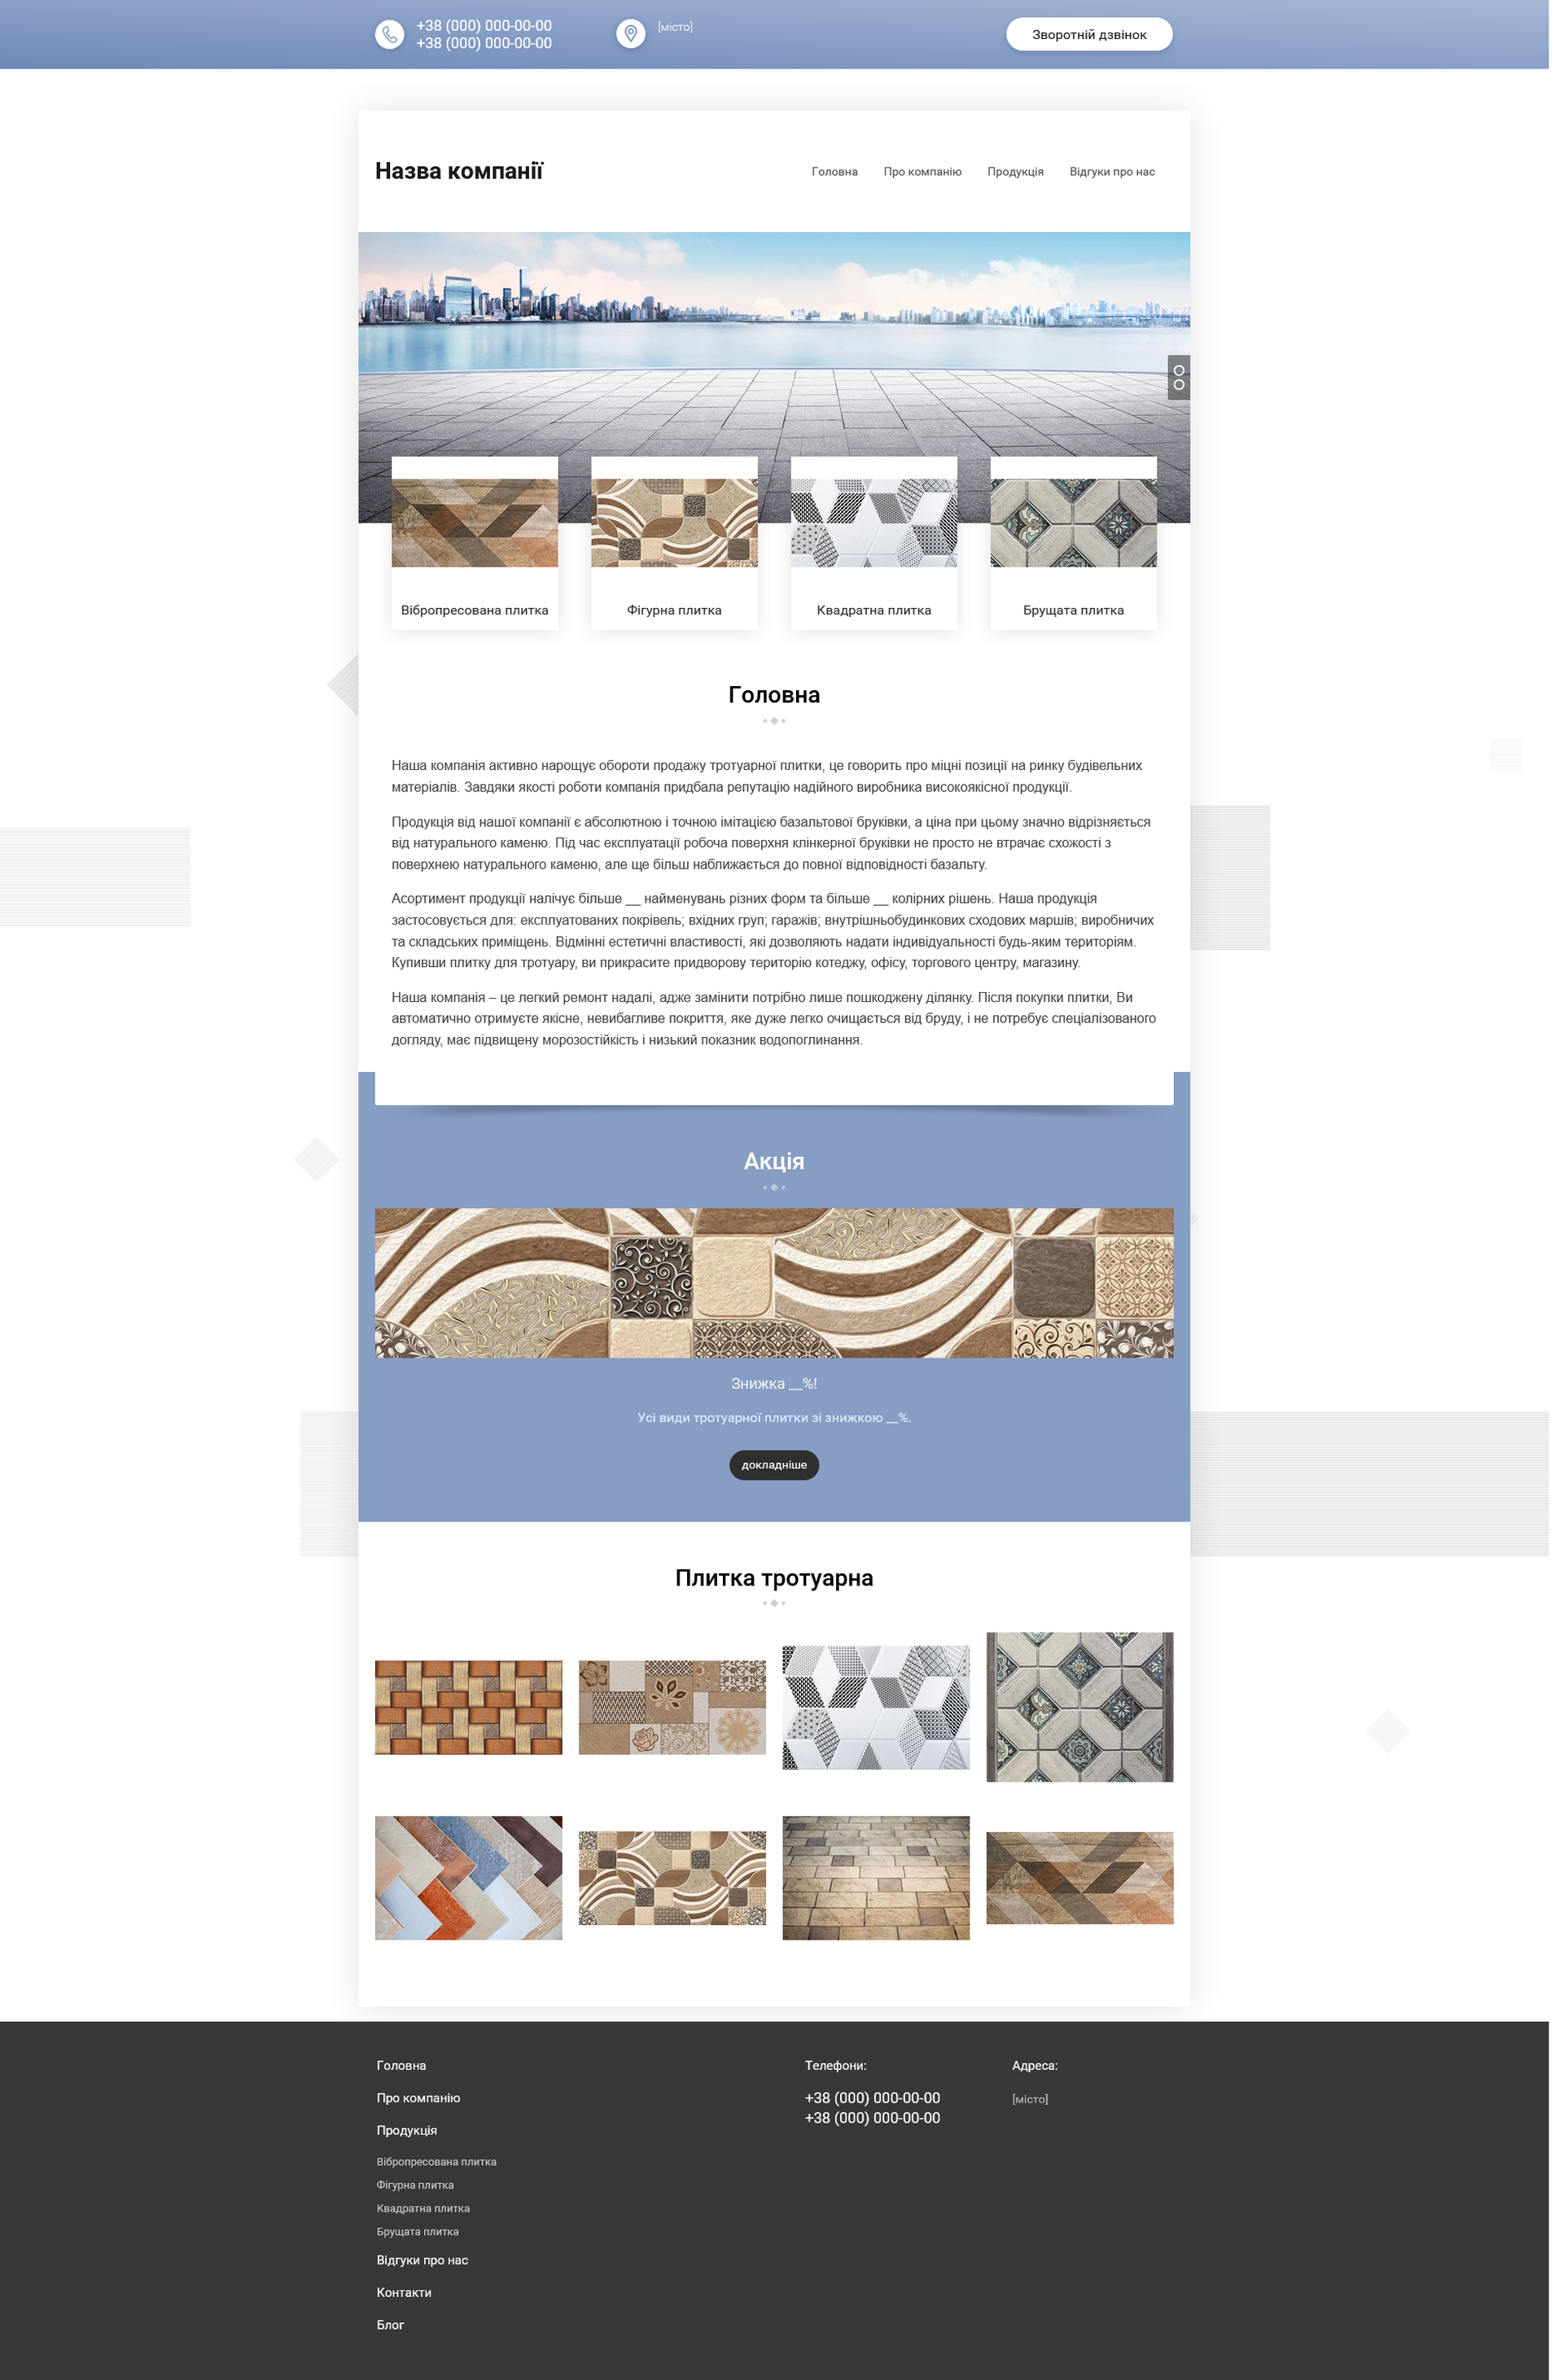 +38 (000) 000-00-00
+38 (000) 000-00-00
[місто]
Зворотній дзвінок
Назва компанії
Головна
Про компанію
Продукція
Відгуки про нас
Вібропресована плитка
Фігурна плитка
Квадратна плитка
Брущата плитка
Головна
Наша компанія активно нарощує обороти продажу тротуарної плитки, це говорить про міцні позиції на ринку будівельних
матеріалів. Завдяки якості роботи компанія придбала репутацію надійного виробника високоякісної продукції.
Продукція від нашої компанії є абсолютною і точною імітацією базальтової бруківки, а ціна при цьому значно відрізняється
від натурального каменю. Під час експлуатації робоча поверхня клінкерної бруківки не просто не втрачає схожості з
поверхнею натурального каменю, але ще більш наближається до повної відповідності базальту.
Асортимент продукції налічує більше __ найменувань різних форм та більше __ колірних рішень. Наша продукція
застосовується для: експлуатованих покрівель; вхідних груп; гаражів; внутрішньобудинкових сходових маршів; виробничих
та складських приміщень. Відмінні естетичні властивості, які дозволяють надати індивідуальності будь-яким територіям.
Купивши плитку для тротуару, ви прикрасите придворову територію котеджу, офісу, торгового центру, магазину.
Наша компанія – це легкий ремонт надалі, адже замінити потрібно лише пошкоджену ділянку. Після покупки плитки, Ви
автоматично отримуєте якісне, невибагливе покриття, яке дуже легко очищається від бруду, і не потребує спеціалізованого
догляду, має підвищену морозостійкість і низький показник водопоглинання.
Акція
Знижка __%!
Усі види тротуарної плитки зі знижкою __%.
докладніше
Плитка тротуарна
Головна
Про компанію
Продукція
Вібропресована плитка
Фігурна плитка
Квадратна плитка
Брущата плитка
Відгуки про нас
Контакти
Блог
Телефони:
+38 (000) 000-00-00
+38 (000) 000-00-00
Адреса:
[місто]